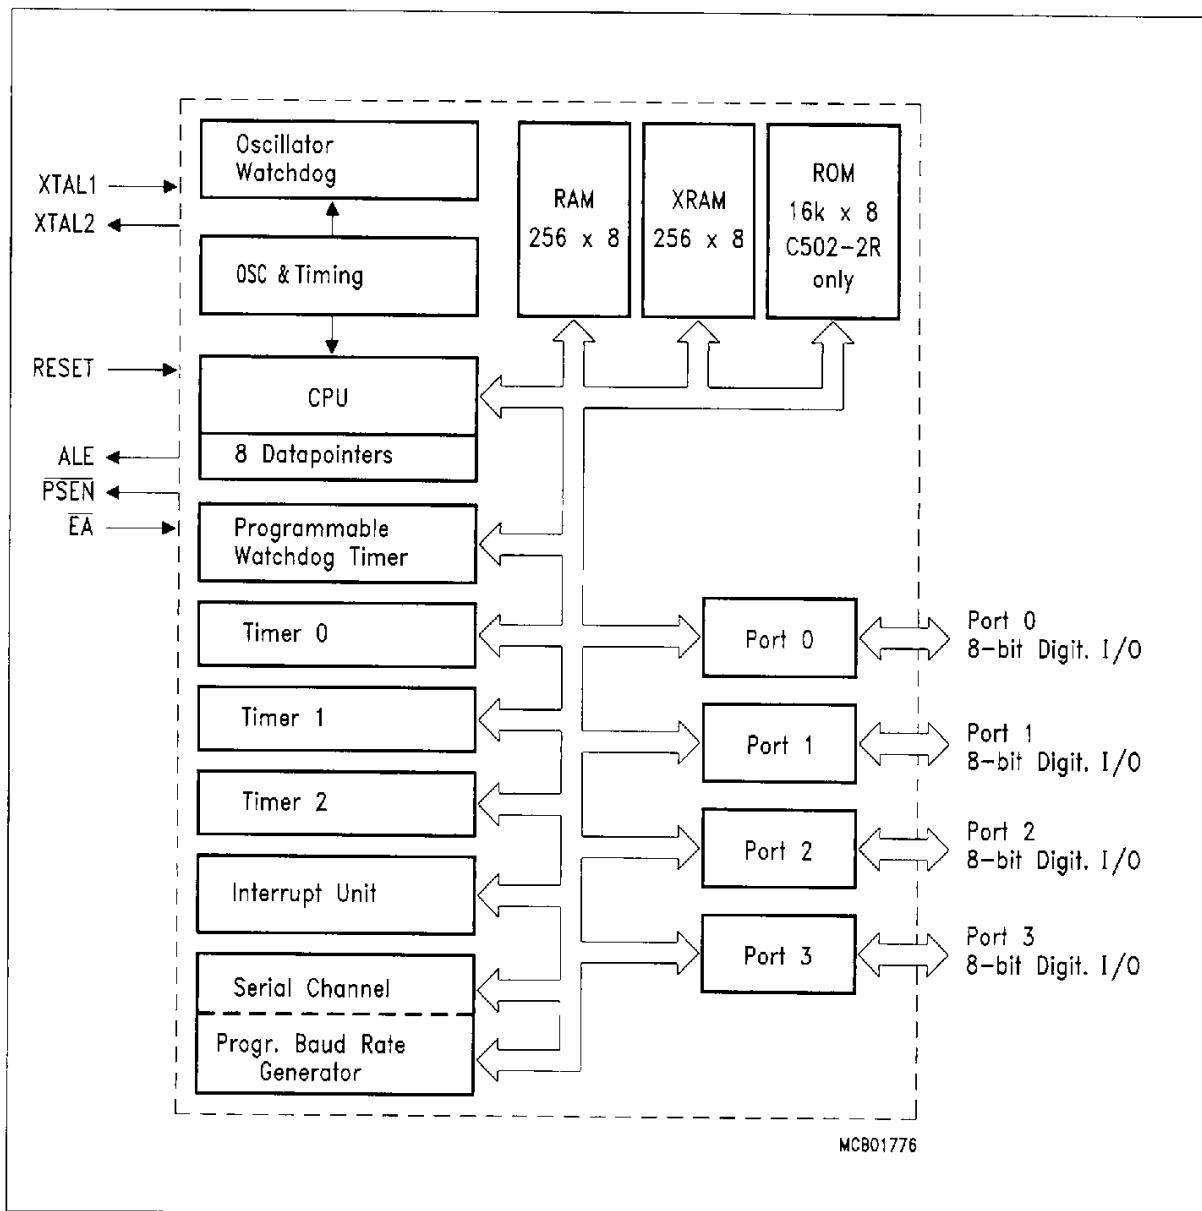 Oscillator
Watchdog
XTAL1
XTAL2
OSC & Timing
RAM
256 x 8
XRAM
256 x 8
ROM
16k x 8
C502-2R
only
RESET
CPU
8 Datapointers
ALE
PSEN
EA
Programmable
Watchdog Timer
Timer 0
Timer 1
Timer 2
Interrupt Unit
Serial Channel
Progr. Baud Rate
Generator
Port 0
Port 0
8-bit Digit. I/O
Port 1
Port 1
8-bit Digit. I/O
Port 2
Port 2
8-bit Digit. I/O
Port 3
Port 3
8-bit Digit. I/O
MCB01776